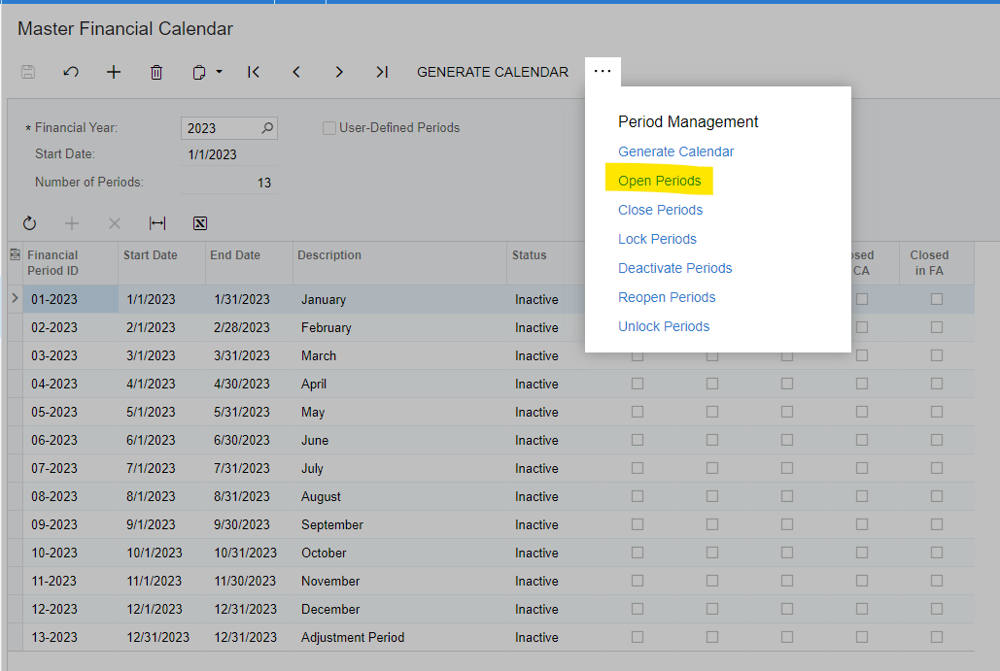 Master Financial Calendar
GENERATE CALENDAR ...
* Financial Year: 2023 User-Defined Periods
Start Date: 1/1/2023
Number of Periods: 13
Period Management
Generate Calendar
Open Periods
Close Periods
Lock Periods
Deactivate Periods
Reopen Periods
Unlock Periods
Financial Period ID Start Date End Date Description Status CA Closed in FA
01-2023 1/1/2023 1/31/2023 January Inactive
02-2023 2/1/2023 2/28/2023 February Inactive
03-2023 3/1/2023 3/31/2023 March Inactive
04-2023 4/1/2023 4/30/2023 April Inactive
05-2023 5/1/2023 5/31/2023 May Inactive
06-2023 6/1/2023 6/30/2023 June Inactive
07-2023 7/1/2023 7/31/2023 July Inactive
08-2023 8/1/2023 8/31/2023 August Inactive
09-2023 9/1/2023 9/30/2023 September Inactive
10-2023 10/1/2023 10/31/2023 October Inactive
11-2023 11/1/2023 11/30/2023 November Inactive
12-2023 12/1/2023 12/31/2023 December Inactive
13-2023 12/31/2023 12/31/2023 Adjustment Period Inactive